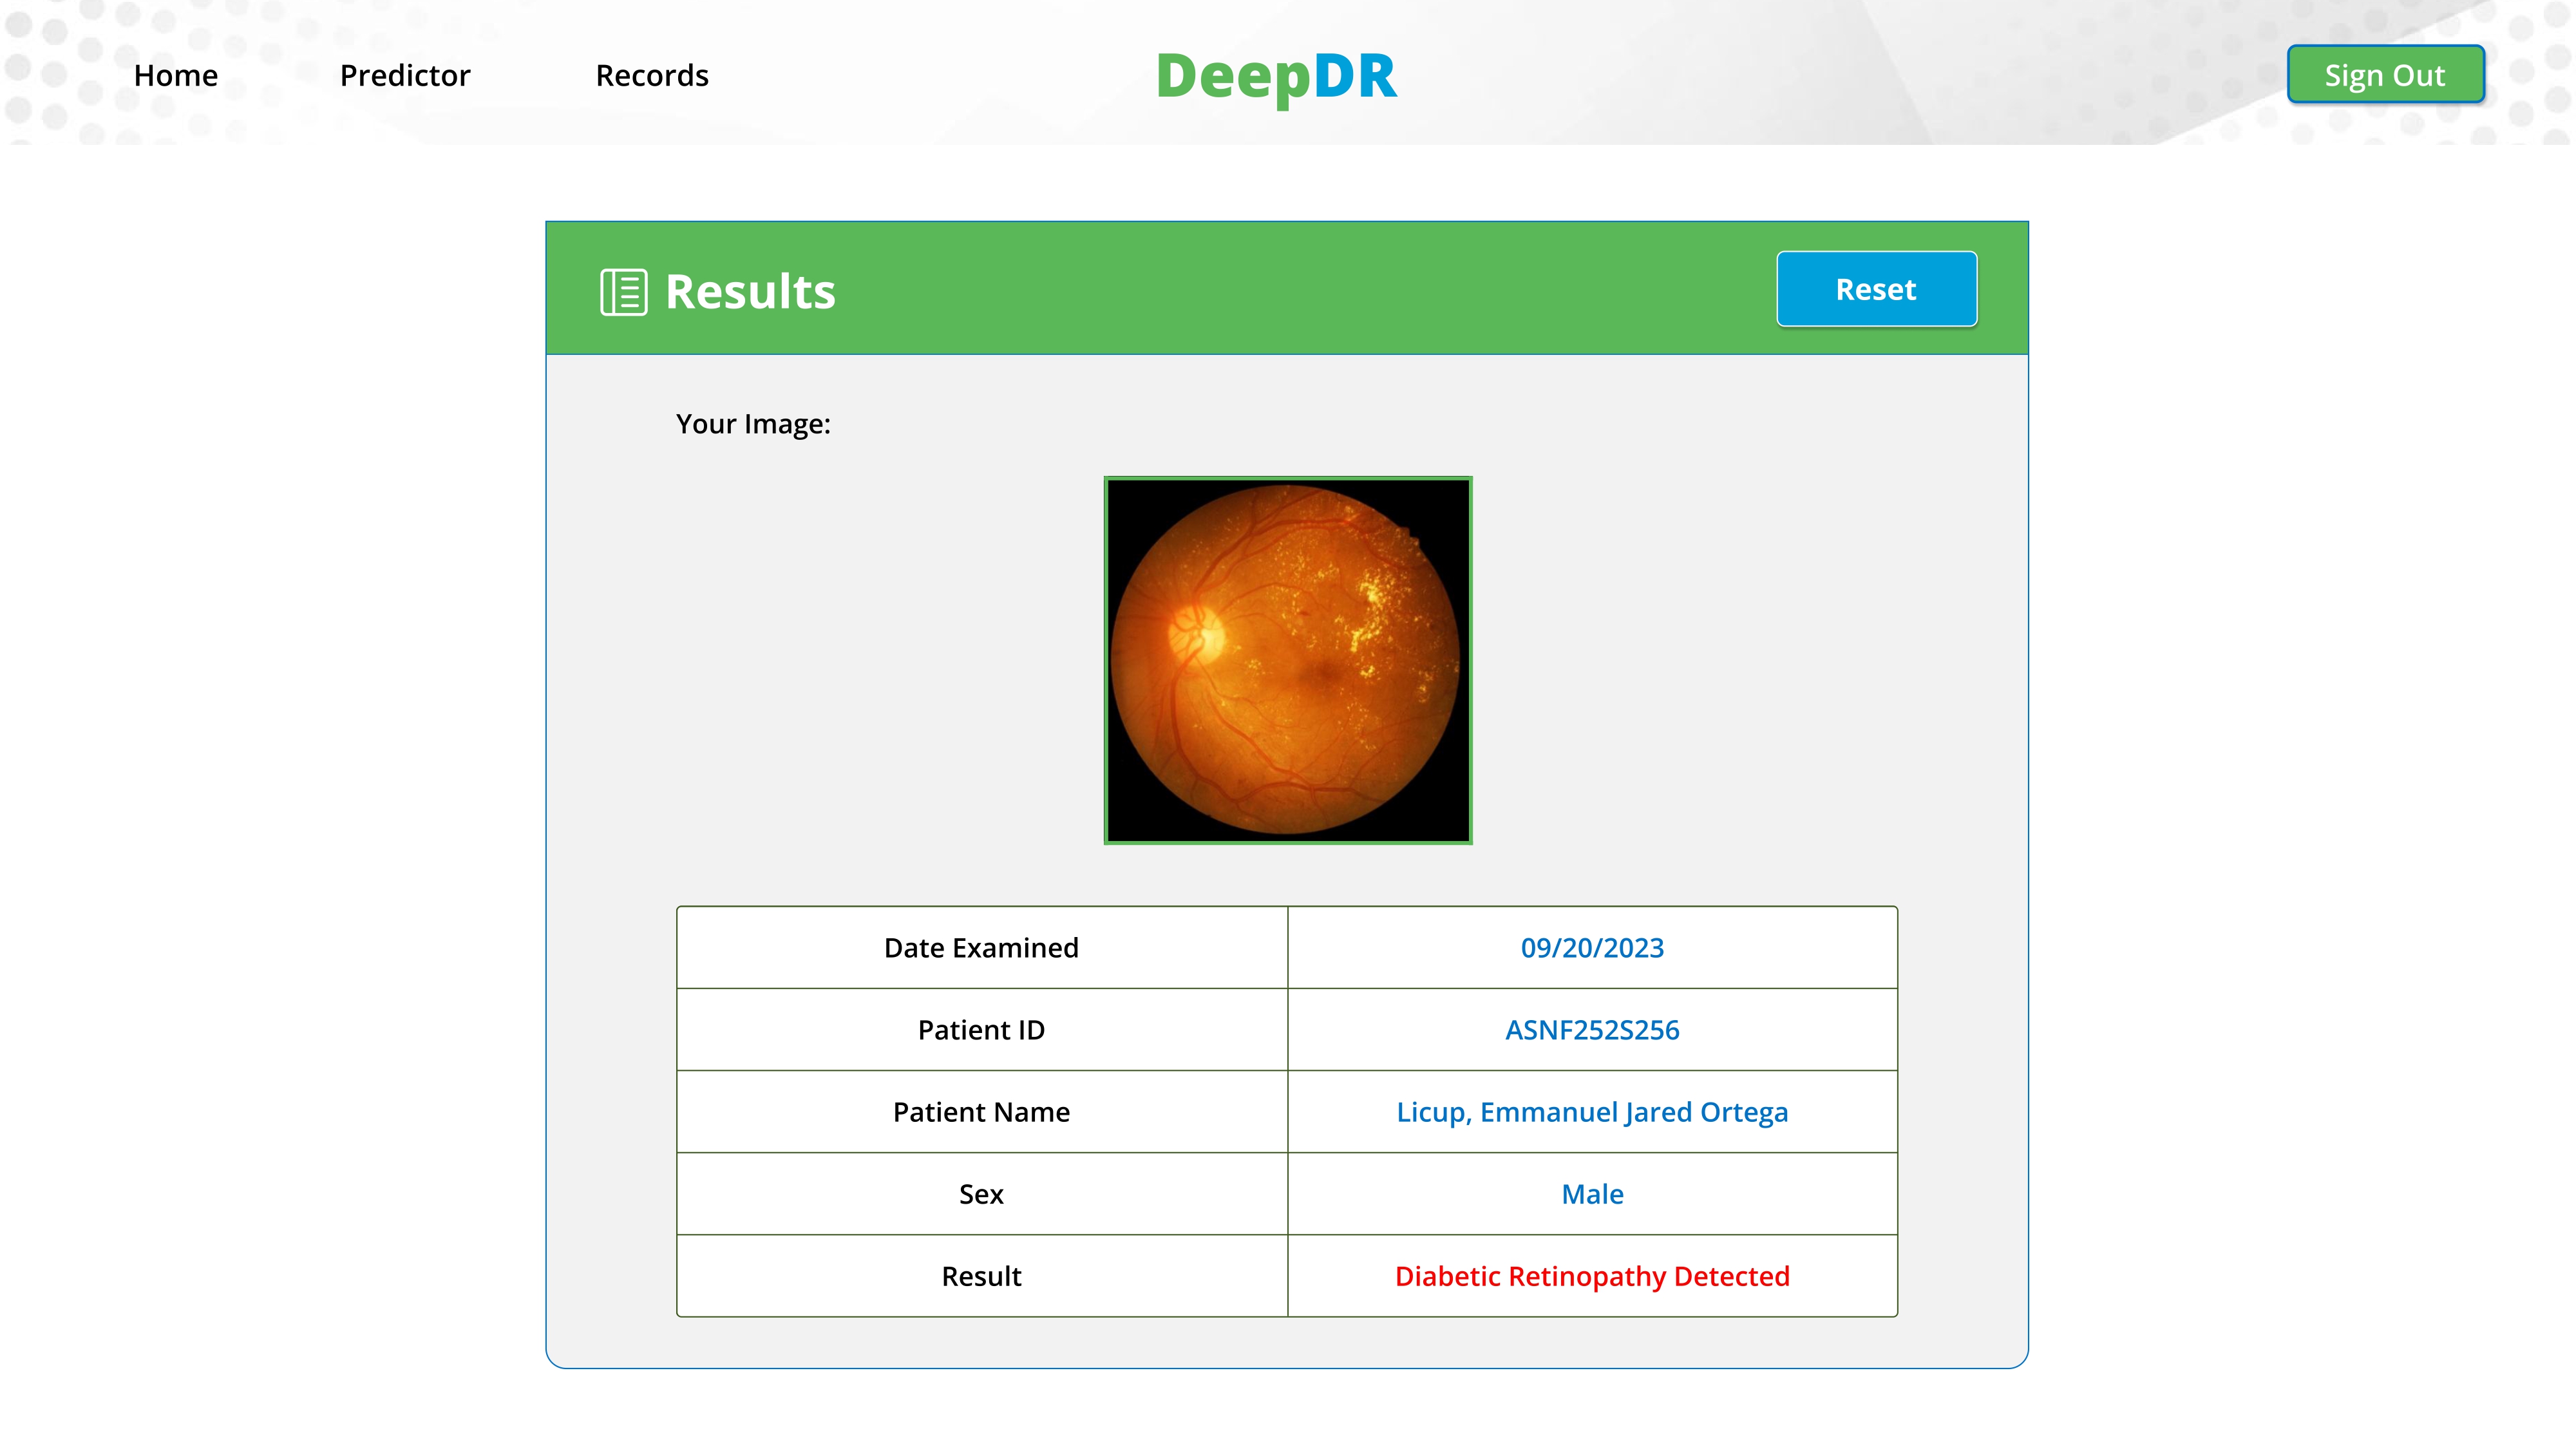 Home Predictor Records DeepDR Sign Out
Results Reset
Your Image:
Date Examined 09/20/2023
Patient ID ASNF252S256
Patient Name Licup, Emmanuel Jared Ortega
Sex Male
Result Diabetic Retinopathy Detected